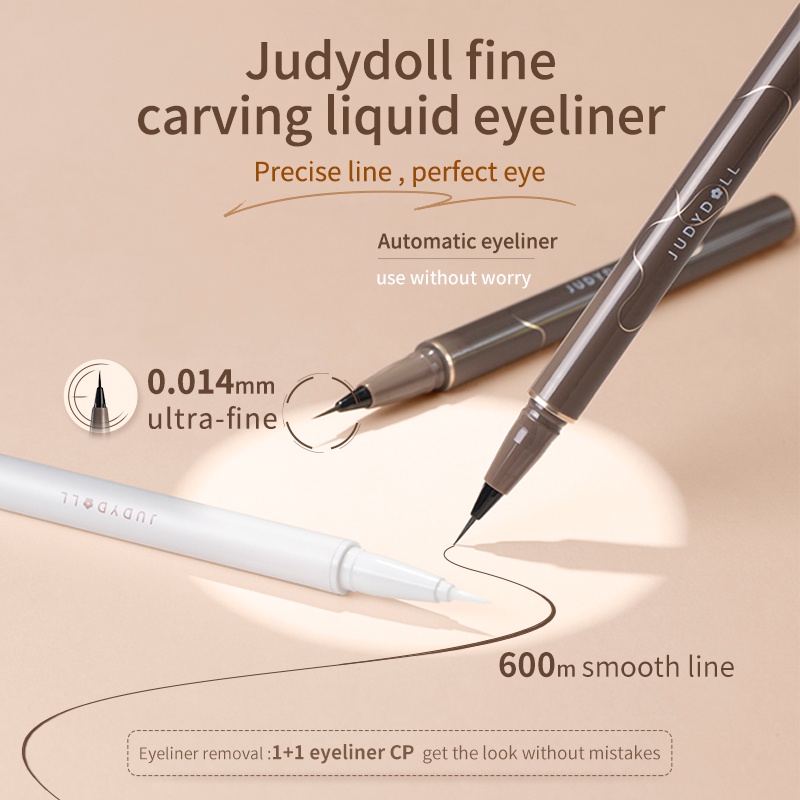 Judydoll fine
carving liquid eyeliner
Precise line , perfect eye
Automatic eyeliner
use without worry
JUDYDOLL
JUDYD
0.014mm
ultra-fine
JUDYDOLL
600m smooth line
Eyeliner removal :1+1 eyeliner CP get the look without mistakes